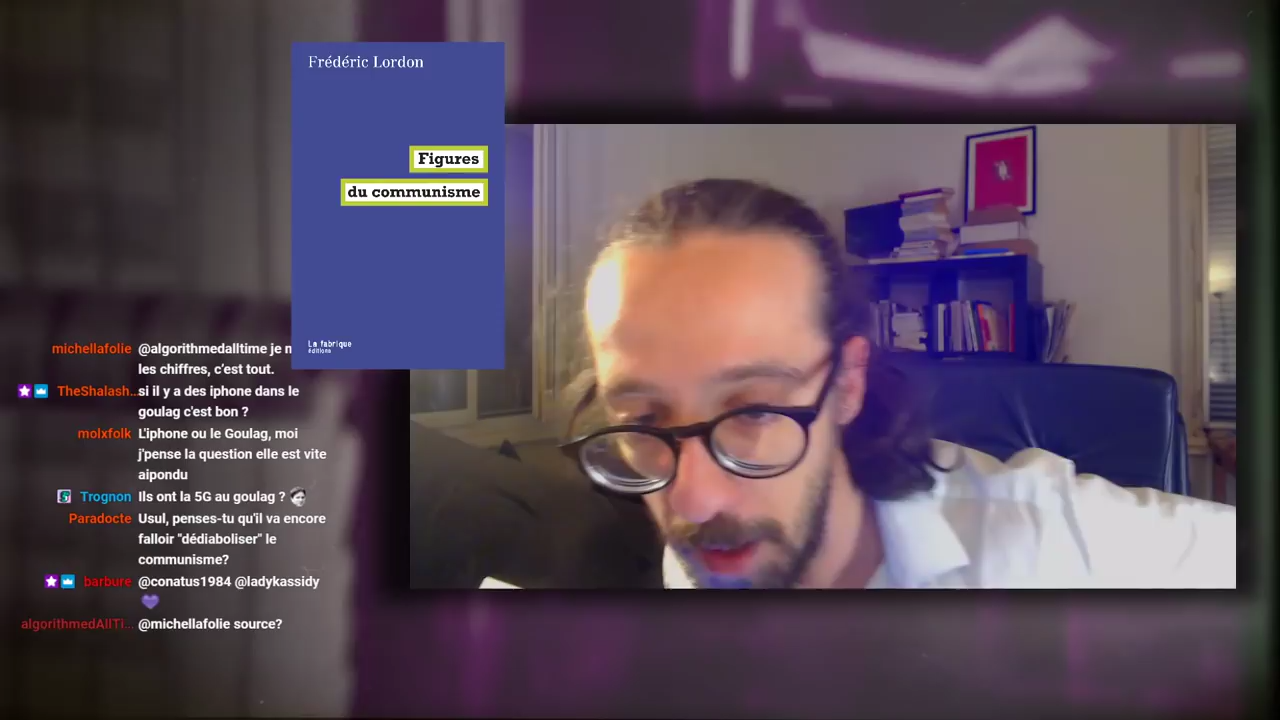 Frédéric Lordon
Figures
du communisme
La fabrique
éditions
michellafolie @algorithmedalltime je n
les chiffres, c'est tout.
TheShalash... si il y a des iphone dans le
goulag c'est bon ?
molxfolk L'iphone ou le Goulag, moi
j'pense la question elle est vite
aipondu
Trognon Ils ont la 5G au goulag ?
Paradocte Usul, penses-tu qu'il va encore
falloir "dédiaboliser" le
communisme?
barbure @conatus1984 @ladykassidy
algorithmedAllTi... @michellafolie source?